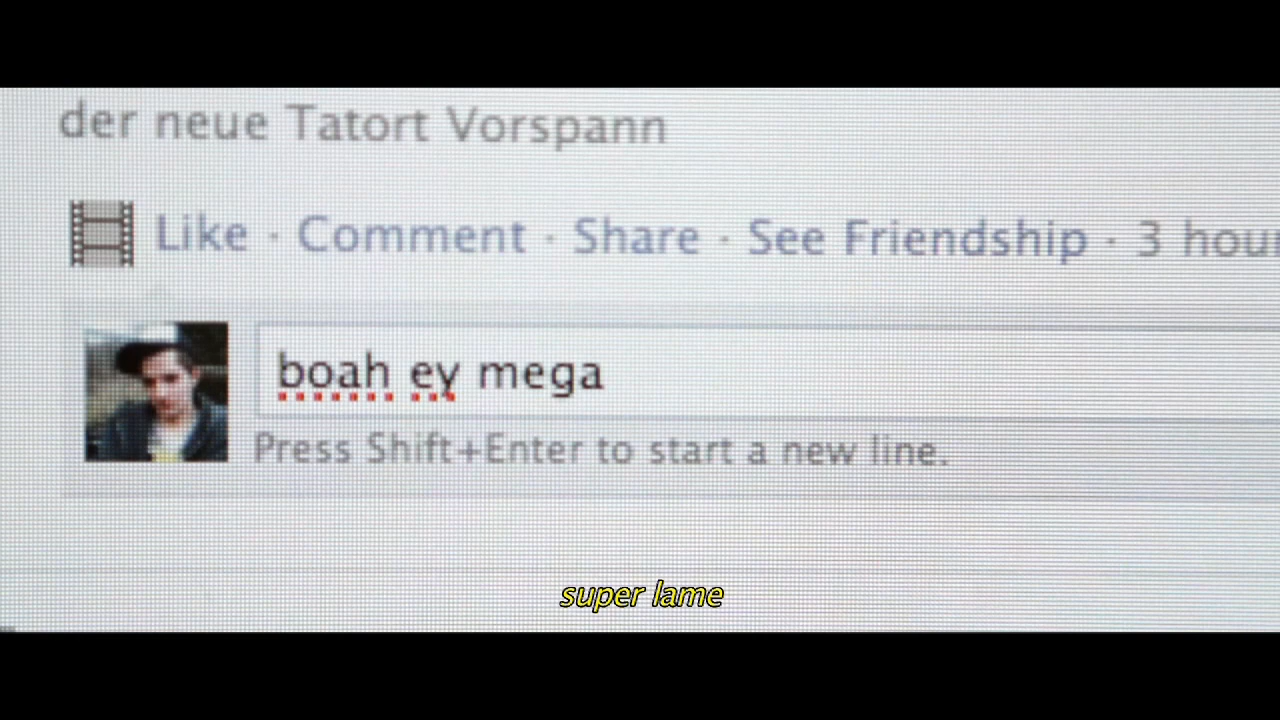 der neue Tatort Vorspann
Like · Comment · Share · See Friendship · 3 hour
boah ey mega
Press Shift+Enter to start a new line.
super lame